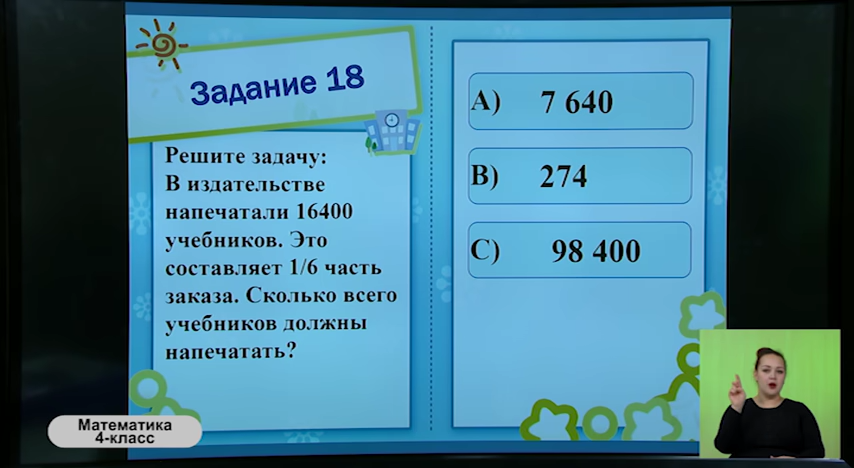 Задание 18
Решите задачу:
В издательстве
напечатали 16400
учебников. Это
составляет 1/6 часть
заказа. Сколько всего
учебников должны
напечатать?
A) 7 640
B) 274
C) 98 400
Математика
4-класс